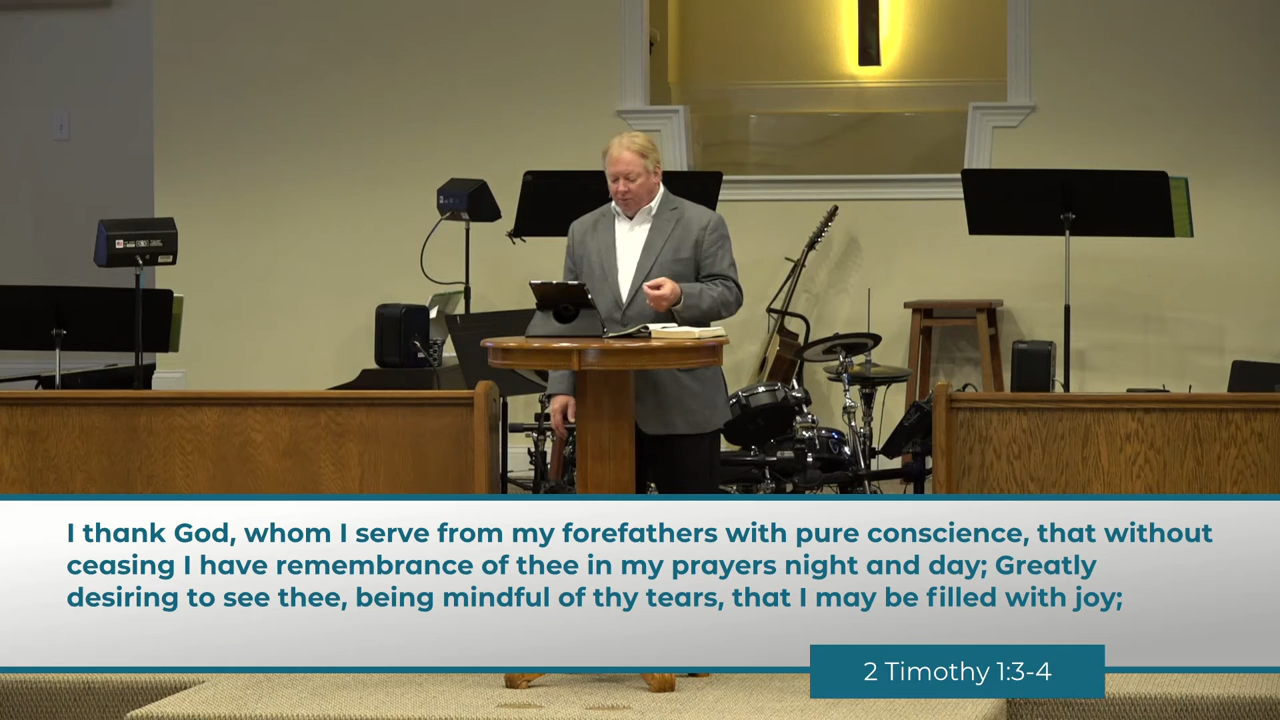 I thank God, whom I serve from my forefathers with pure conscience, that without
ceasing I have remembrance of thee in my prayers night and day; Greatly
desiring to see thee, being mindful of thy tears, that I may be filled with joy;
2 Timothy 1:3-4